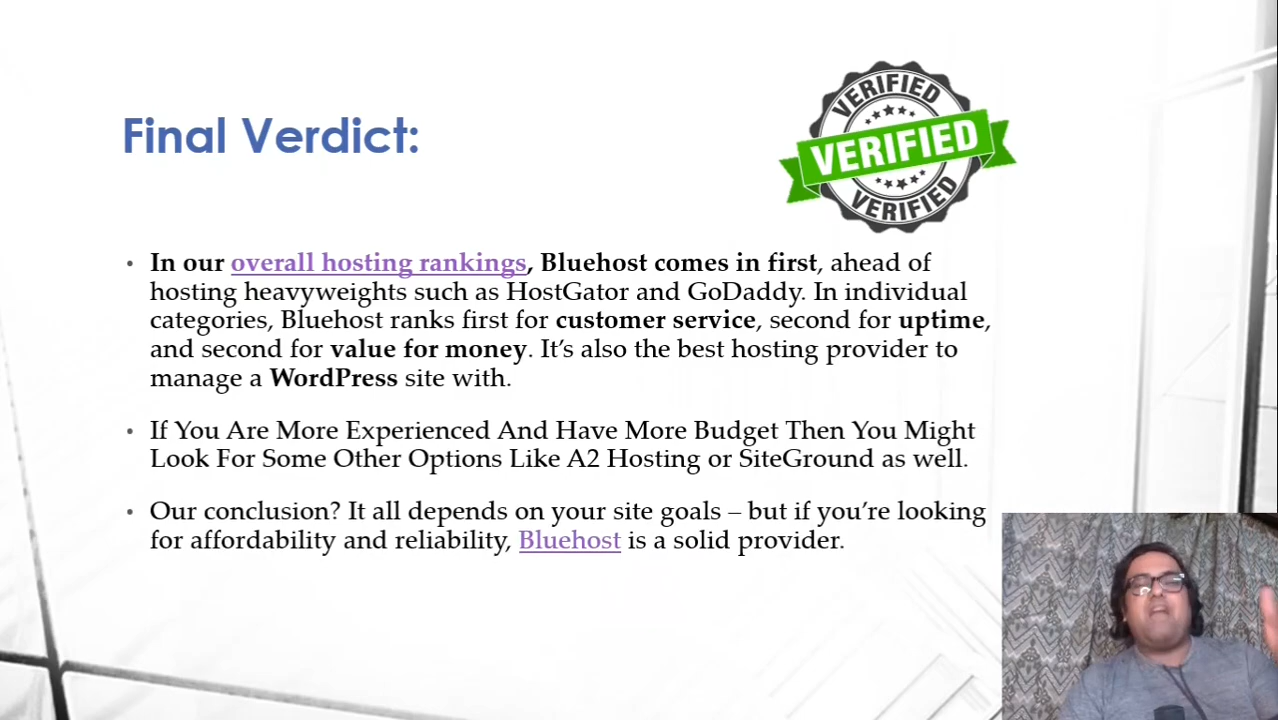 VERIFIED
VERIFIED
VERIFIED
Final Verdict:
• In our overall hosting rankings, Bluehost comes in first, ahead of
hosting heavyweights such as HostGator and GoDaddy. In individual
categories, Bluehost ranks first for customer service, second for uptime,
and second for value for money. It’s also the best hosting provider to
manage a WordPress site with.
• If You Are More Experienced And Have More Budget Then You Might
Look For Some Other Options Like A2 Hosting or SiteGround as well.
• Our conclusion? It all depends on your site goals – but if you’re looking
for affordability and reliability, Bluehost is a solid provider.